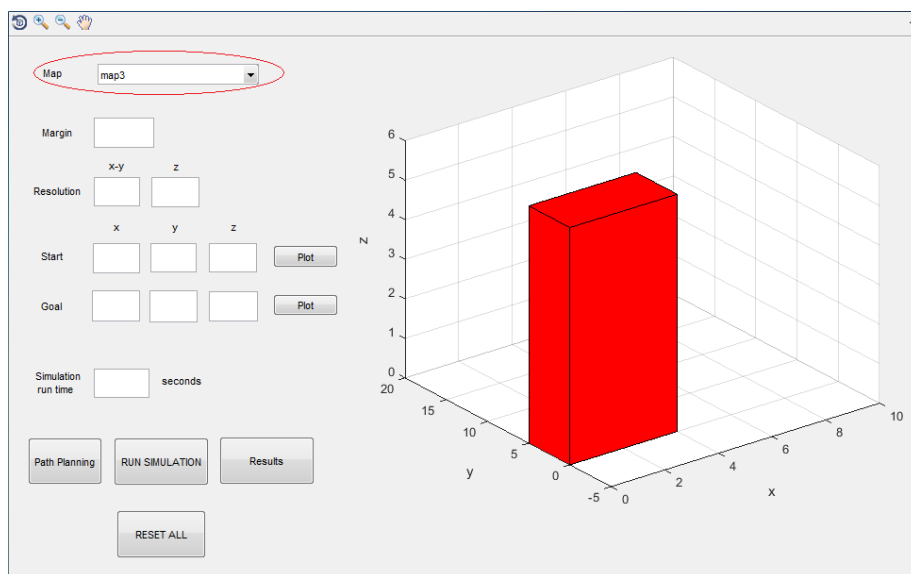 Map map3
Margin
x-y z
Resolution
x y z
Start Plot
Goal Plot
Simulation
run time seconds
Path Planning RUN SIMULATION Results
RESET ALL
6
5
4
3
2
1
0
z
20
15
10
5
0
-5
y
0
2
4
6
8
10
x